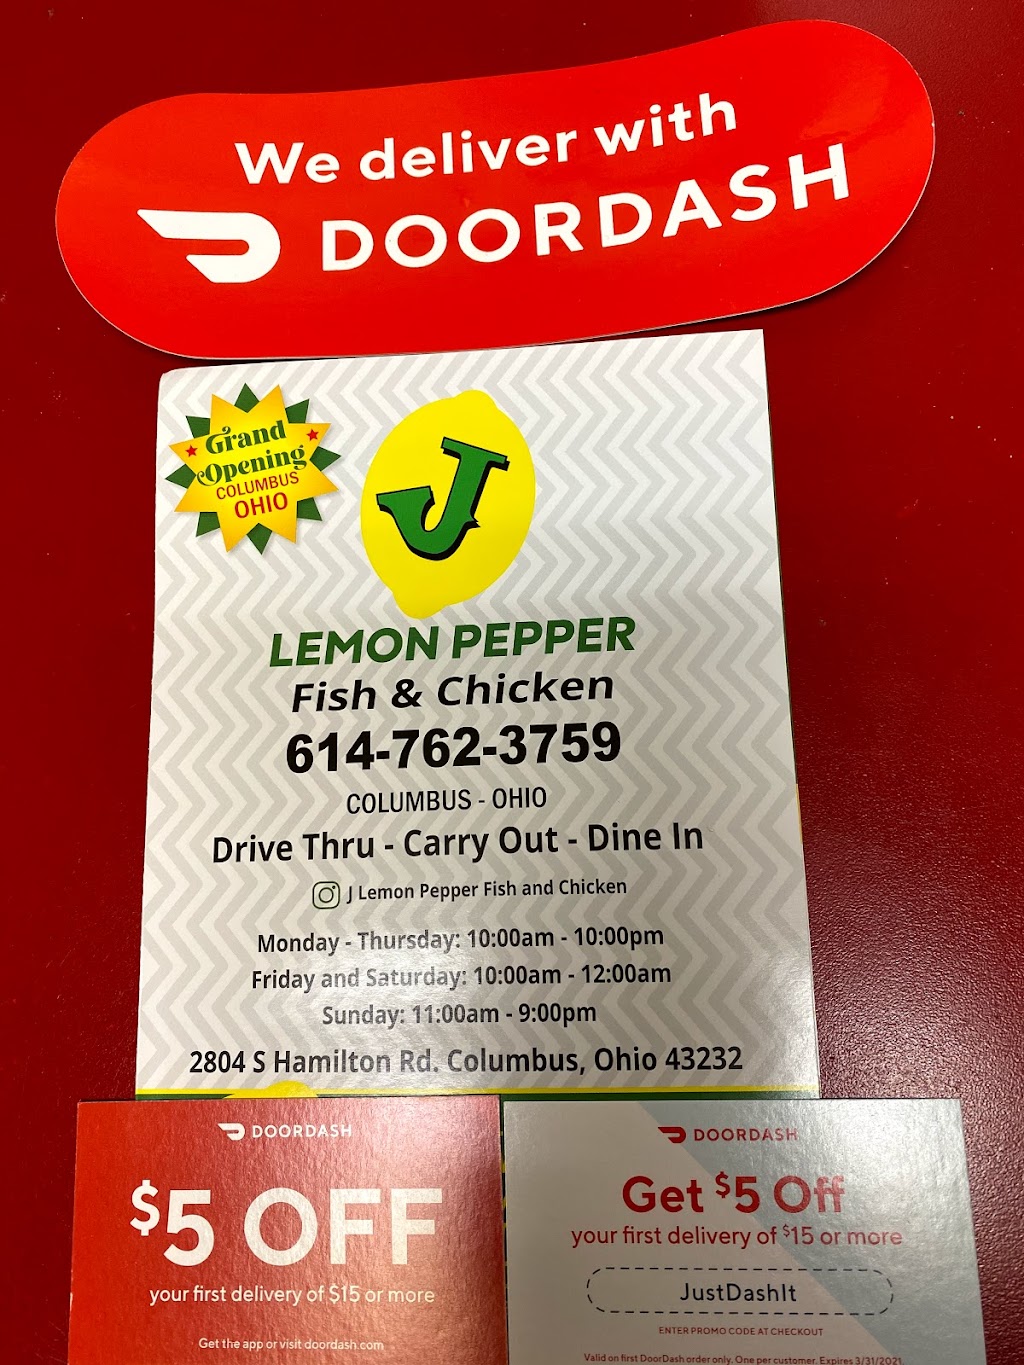 We deliver with
DOORDASH
Grand
Opening
COLUMBUS
OHIO
J
LEMON PEPPER
Fish & Chicken
614-762-3759
COLUMBUS - OHIO
Drive Thru - Carry Out - Dine In
J Lemon Pepper Fish and Chicken
Monday - Thursday: 10:00am - 10:00pm
Friday and Saturday: 10:00am - 12:00am
Sunday: 11:00am - 9:00pm
2804 S Hamilton Rd. Columbus, Ohio 43232
DOORDASH
$5 OFF
your first delivery of $15 or more
Get the app or visit doordash.com
DOORDASH
Get $5 Off
your first delivery of $15 or more
JustDashIt
ENTER PROMO CODE AT CHECKOUT
Valid on first DoorDash order only. One per customer. Expires 3/31/2021